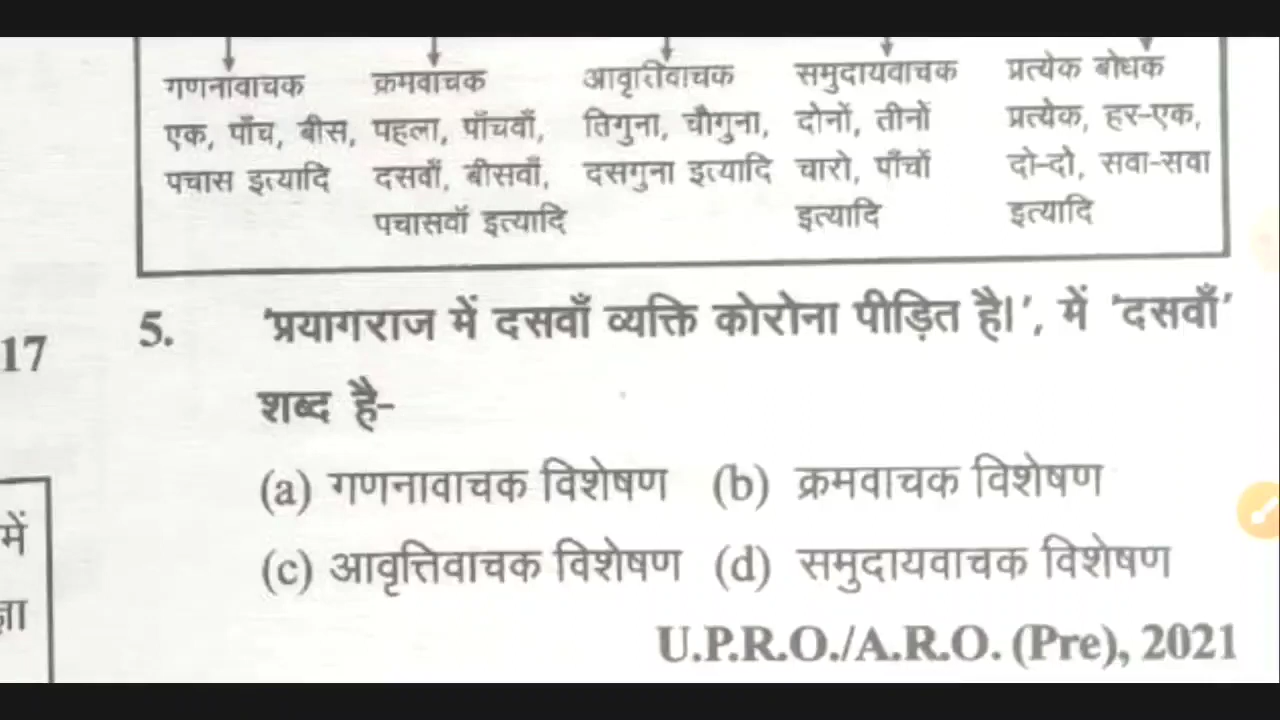 गणनावाचक क्रमवाचक आवृत्तिवाचक समुदायवाचक प्रत्येक बोधक
एक, पाँच, बीस, पहला, पाँचवाँ, तिगुना, चौगुना, दोनों, तीनों प्रत्येक, हर-एक,
पचास इत्यादि दसवाँ, बीसवाँ, दसगुना इत्यादि चारो, पाँचों दो-दो, सवा-सवा
पचासवाँ इत्यादि इत्यादि इत्यादि
5. 'प्रयागराज में दसवाँ व्यक्ति कोरोना पीड़ित है।', में 'दसवाँ'
17
शब्द है-
(a) गणनावाचक विशेषण (b) क्रमवाचक विशेषण
में
(c) आवृत्तिवाचक विशेषण (d) समुदायवाचक विशेषण
U.P.R.O./A.R.O. (Pre), 2021